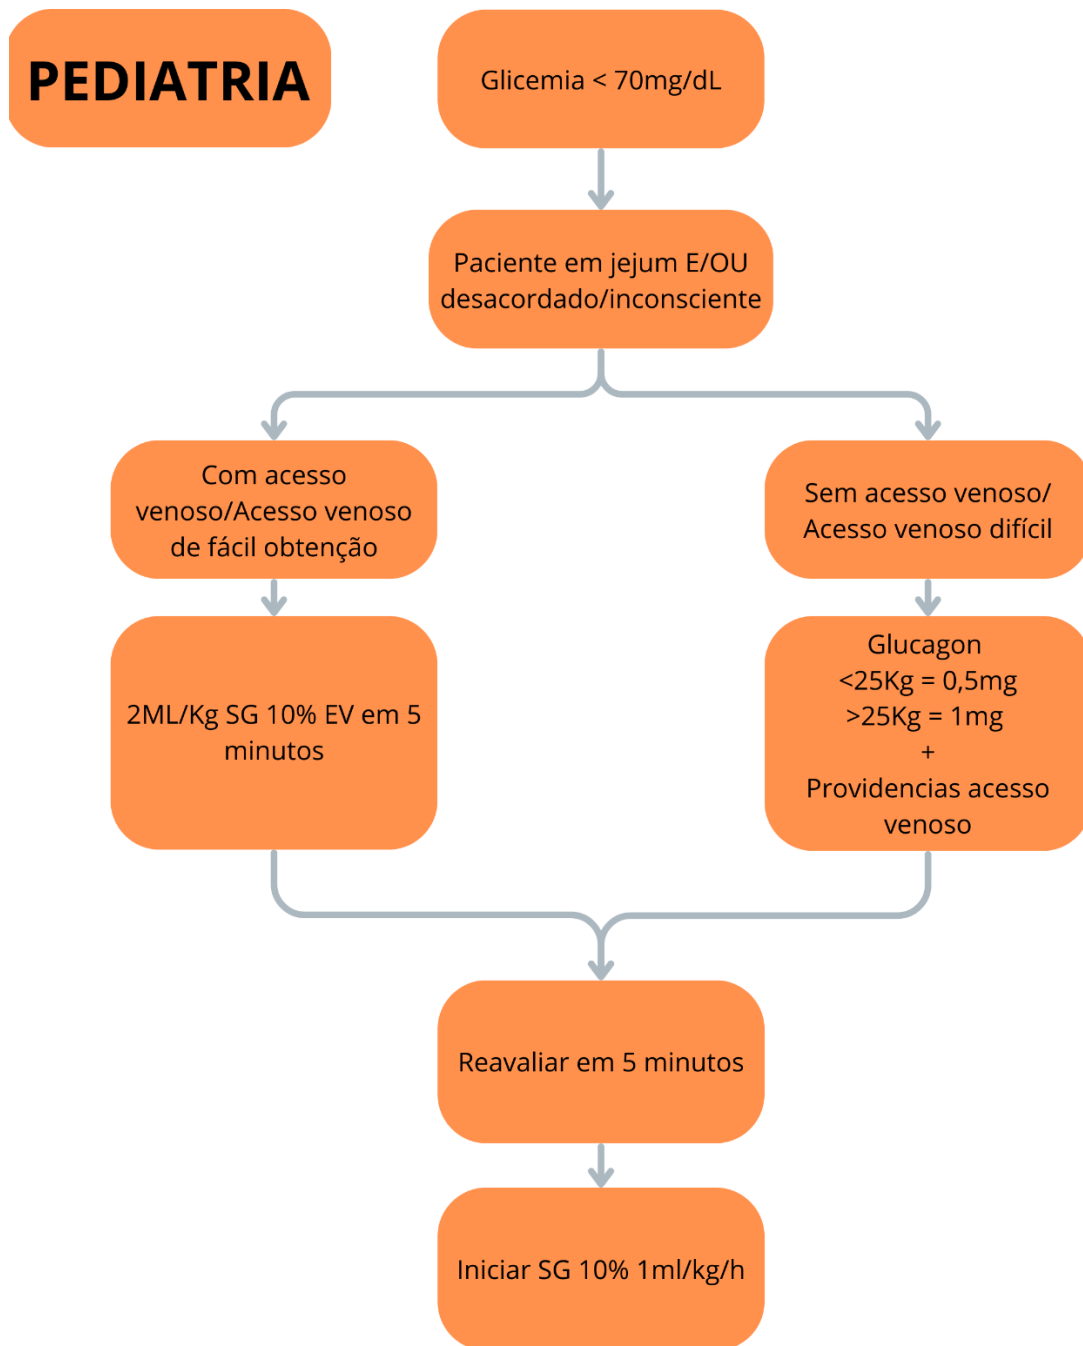 PEDIATRIA
Glicemia < 70mg/dL
Paciente em jejum E/OU
desacordado/inconsciente
Com acesso
venoso/Acesso venoso
de fácil obtenção
Sem acesso venoso/
Acesso venoso difícil
2ML/Kg SG 10% EV em 5
minutos
Glucagon
<25Kg = 0,5mg
>25Kg = 1mg
+
Providencias acesso
venoso
Reavaliar em 5 minutos
Iniciar SG 10% 1ml/kg/h